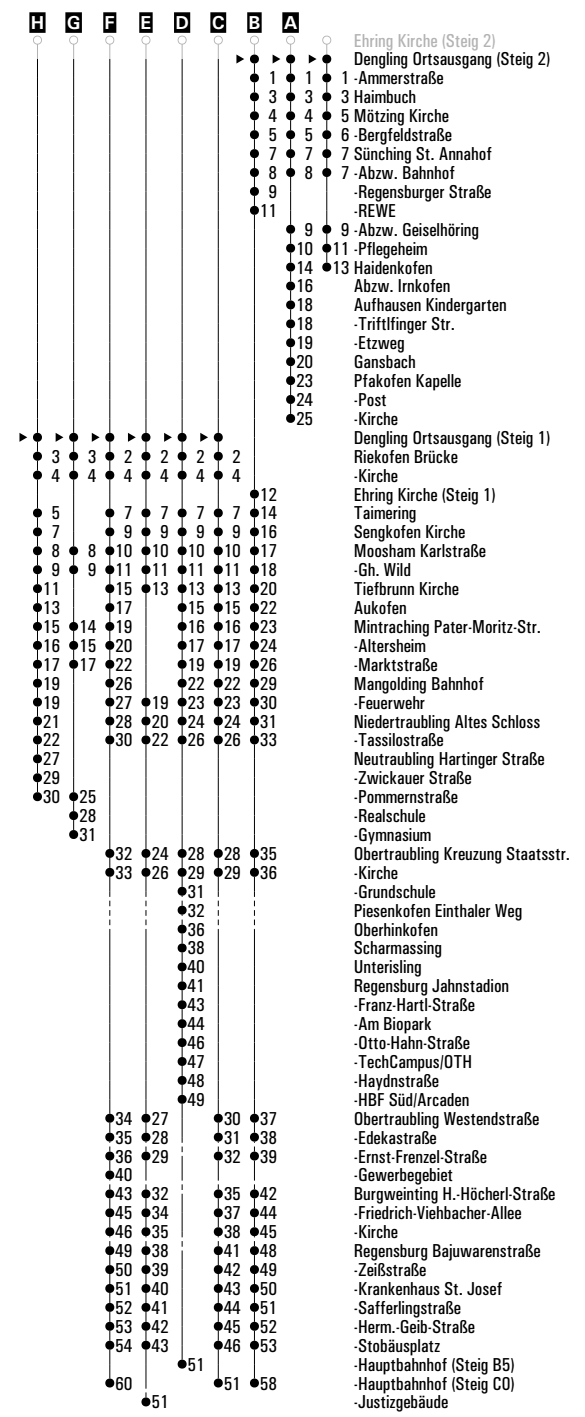 H G F E D C B A
Ehring Kirche (Steig 2)
Dengling Ortsausgang (Steig 2)
1 1 1 -Ammerstraße
3 3 3 Haimbuch
4 4 5 Mötzing Kirche
5 5 6 -Bergfeldstraße
7 7 7 Sünching St. Annahof
8 8 7 -Abzw. Bahnhof
9 -Regensburger Straße
11 -REWE
9 9 -Abzw. Geiselhöring
10 11 -Pflegeheim
14 13 Haidenkofen
16 Abzw. Irnkofen
18 Aufhausen Kindergarten
18 -Triftlfinger Str.
19 -Etzweg
20 Gansbach
23 Pfakofen Kapelle
24 -Post
25 -Kirche
Dengling Ortsausgang (Steig 1)
3 3 2 2 2 2 Riekofen Brücke
4 4 4 4 4 4 -Kirche
12 Ehring Kirche (Steig 1)
5 7 7 7 7 14 Taimering
7 9 9 9 9 16 Sengkofen Kirche
8 8 10 10 10 10 17 Moosham Karlstraße
9 9 11 11 11 11 18 -Gh. Wild
11 15 13 13 13 20 Tiefbrunn Kirche
13 17 15 15 22 Aukofen
15 14 19 16 16 23 Mintraching Pater-Moritz-Str.
16 15 20 17 17 24 -Altersheim
17 17 22 19 19 26 -Marktstraße
19 26 22 22 29 Mangolding Bahnhof
19 27 19 23 23 30 -Feuerwehr
21 28 20 24 24 31 Niedertraubling Altes Schloss
22 30 22 26 26 33 -Tassilostraße
27 Neutraubling Hartinger Straße
29 -Zwickauer Straße
30 25 -Pommernstraße
28 -Realschule
31 -Gymnasium
32 24 28 28 35 Obertraubling Kreuzung Staatsstr.
33 26 29 29 36 -Kirche
31 -Grundschule
32 Piesenkofen Einthaler Weg
36 Oberhinkofen
38 Scharmassing
40 Unterisling
41 Regensburg Jahnstadion
43 -Franz-Hartl-Straße
44 -Am Biopark
46 -Otto-Hahn-Straße
47 -TechCampus/OTH
48 -Haydnstraße
49 -HBF Süd/Arcaden
34 27 30 37 Obertraubling Westendstraße
35 28 31 38 -Edekastraße
36 29 32 39 -Ernst-Frenzel-Straße
40 -Gewerbegebiet
43 32 35 42 Burgweinting H.-Höcherl-Straße
45 34 37 44 -Friedrich-Viehbacher-Allee
46 35 38 45 -Kirche
49 38 41 48 Regensburg Bajuwarenstraße
50 39 42 49 -Zeißstraße
51 40 43 50 -Krankenhaus St. Josef
52 41 44 51 -Safferlingstraße
53 42 45 52 -Herm.-Geib-Straße
54 43 46 53 -Stobäusplatz
51 -Hauptbahnhof (Steig B5)
60 51 58 -Hauptbahnhof (Steig C0)
51 -Justizgebäude